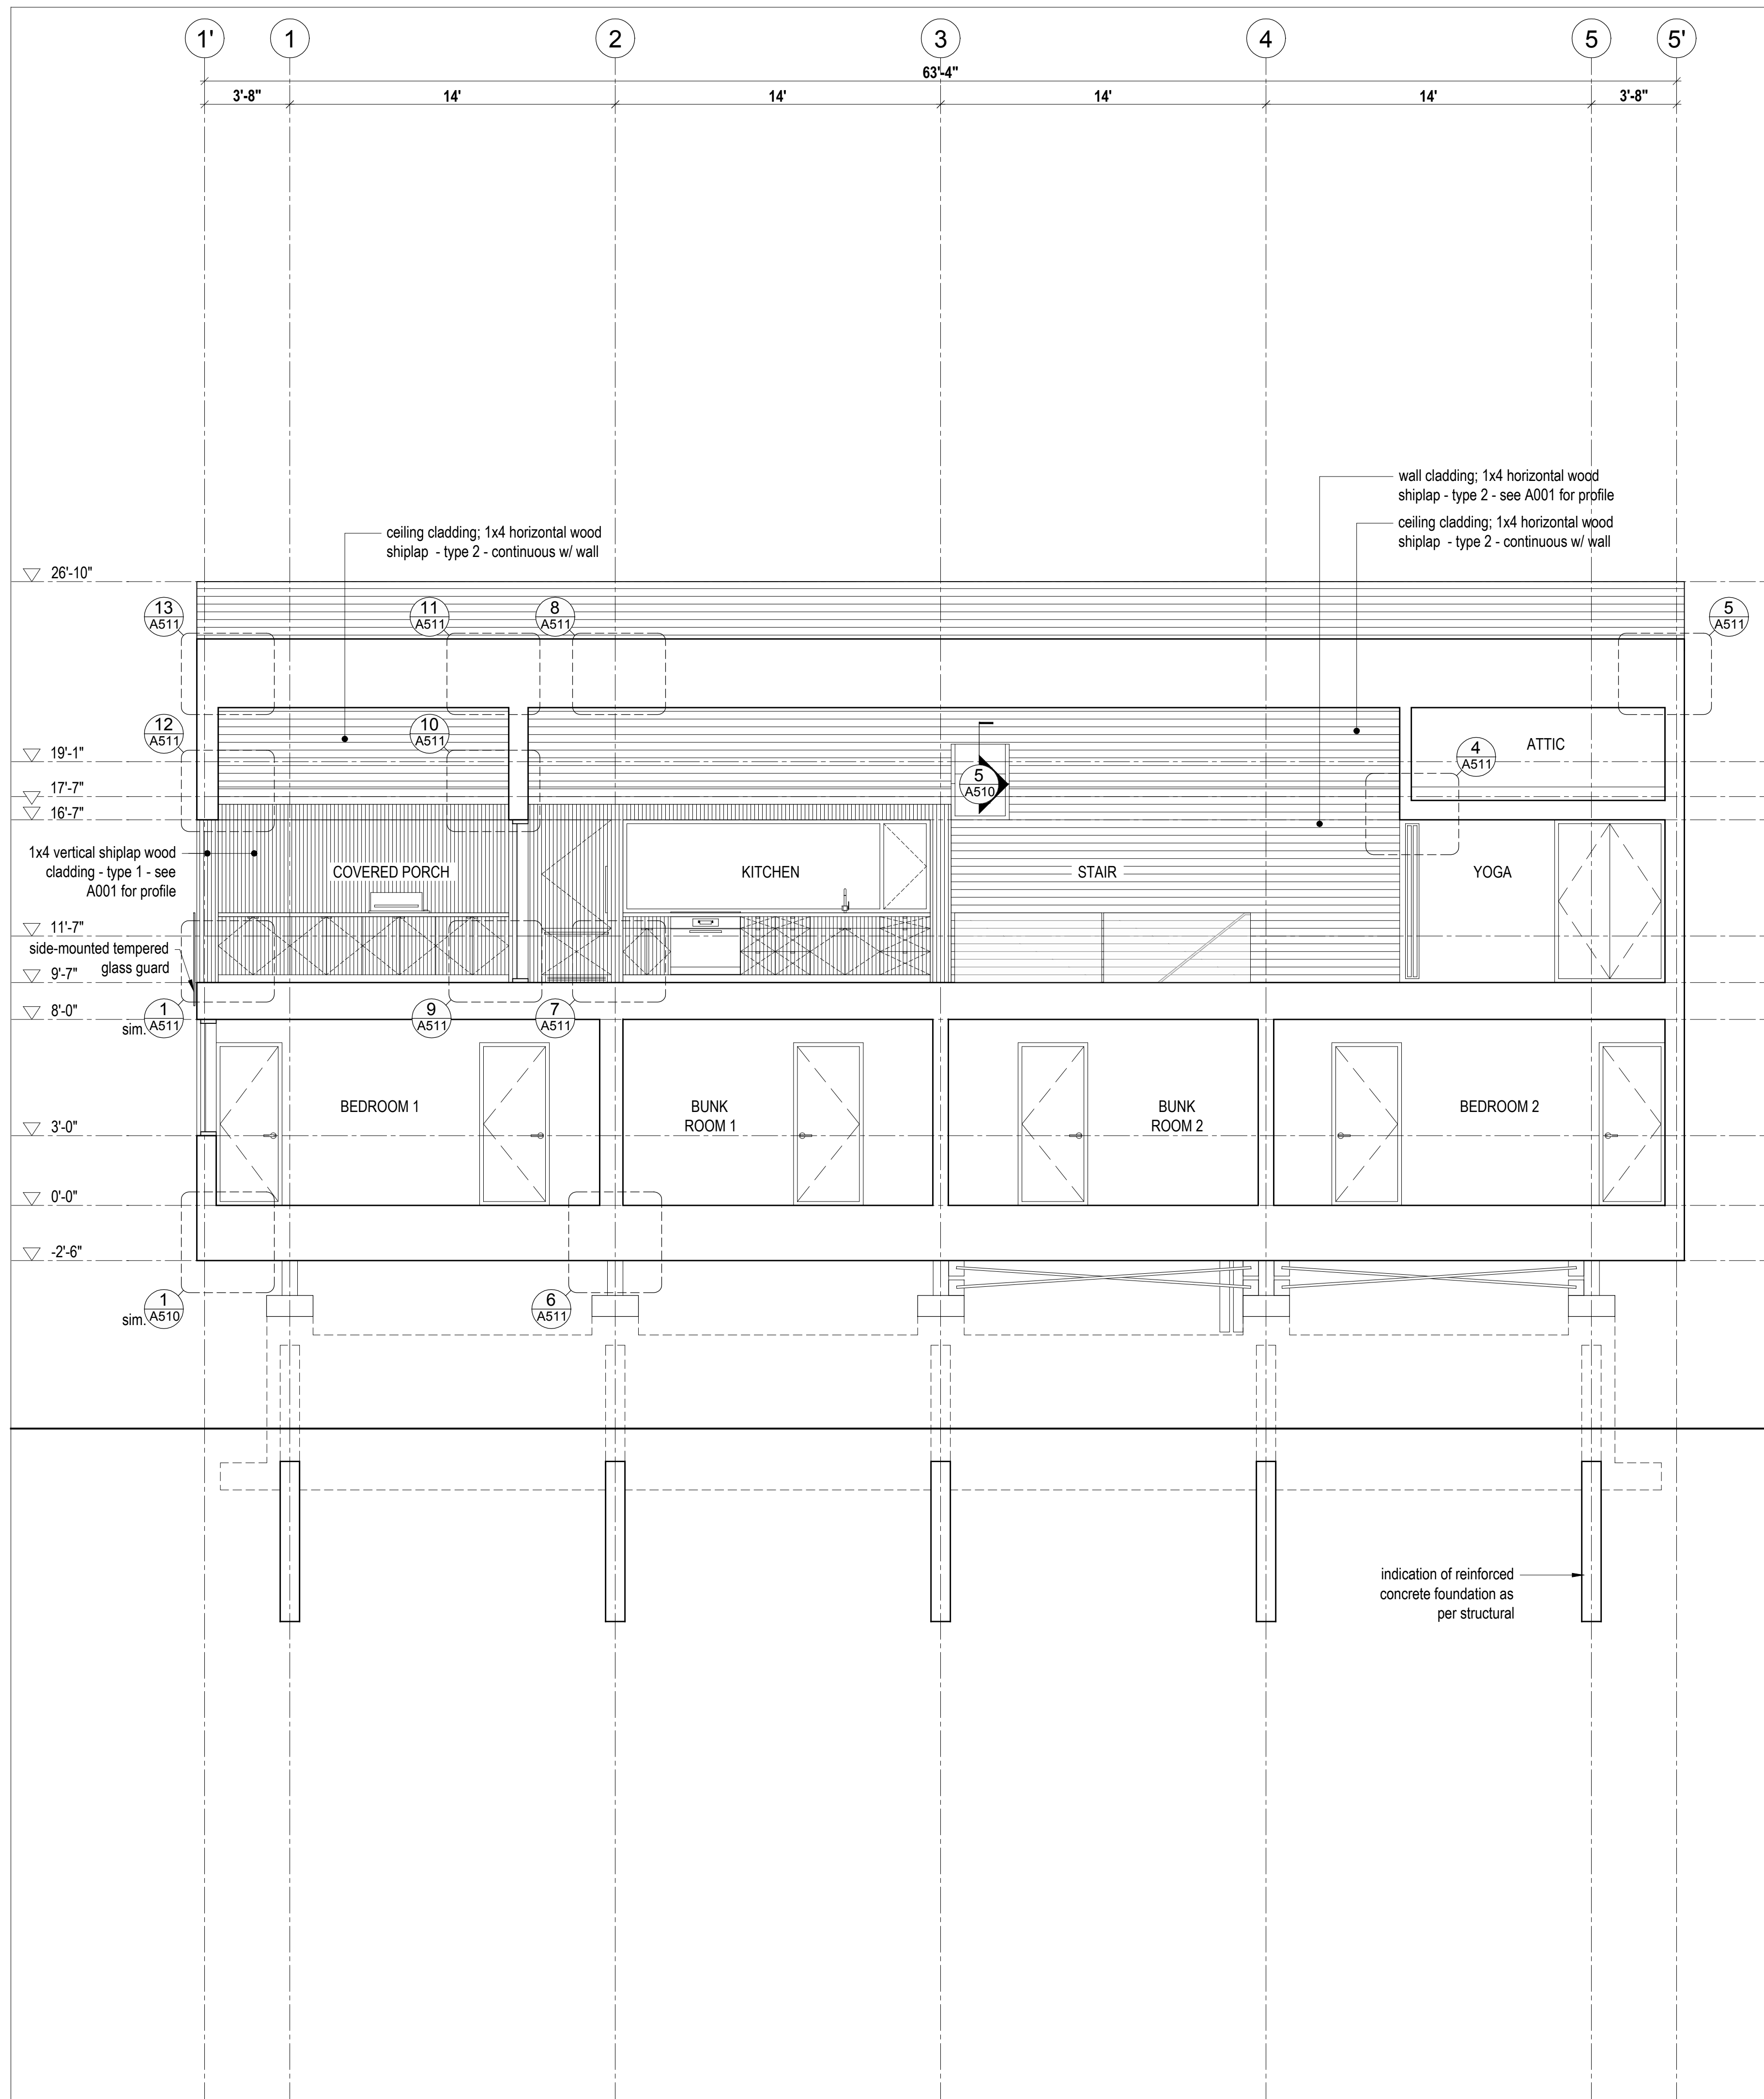 1'
1
2
3
4
5
5'
63'-4"
3'-8"
14'
14'
14'
14'
3'-8"
wall cladding; 1x4 horizontal wood
shiplap - type 2 - see A001 for profile
ceiling cladding; 1x4 horizontal wood
shiplap - type 2 - continuous w/ wall
ceiling cladding; 1x4 horizontal wood
shiplap - type 2 - continuous w/ wall
26'-10"
13
A511
11
A511
8
A511
5
A511
12
A511
10
A511
19'-1"
ATTIC
4
A511
17'-7"
5
A510
16'-7"
1x4 vertical shiplap wood
cladding - type 1 - see
A001 for profile
COVERED PORCH
KITCHEN
STAIR
YOGA
11'-7"
side-mounted tempered
glass guard
9'-7"
8'-0"
sim.
1
A511
9
A511
7
A511
BEDROOM 1
BUNK
ROOM 1
BUNK
ROOM 2
BEDROOM 2
3'-0"
0'-0"
-2'-6"
sim.
1
A510
6
A511
indication of reinforced
concrete foundation as
per structural